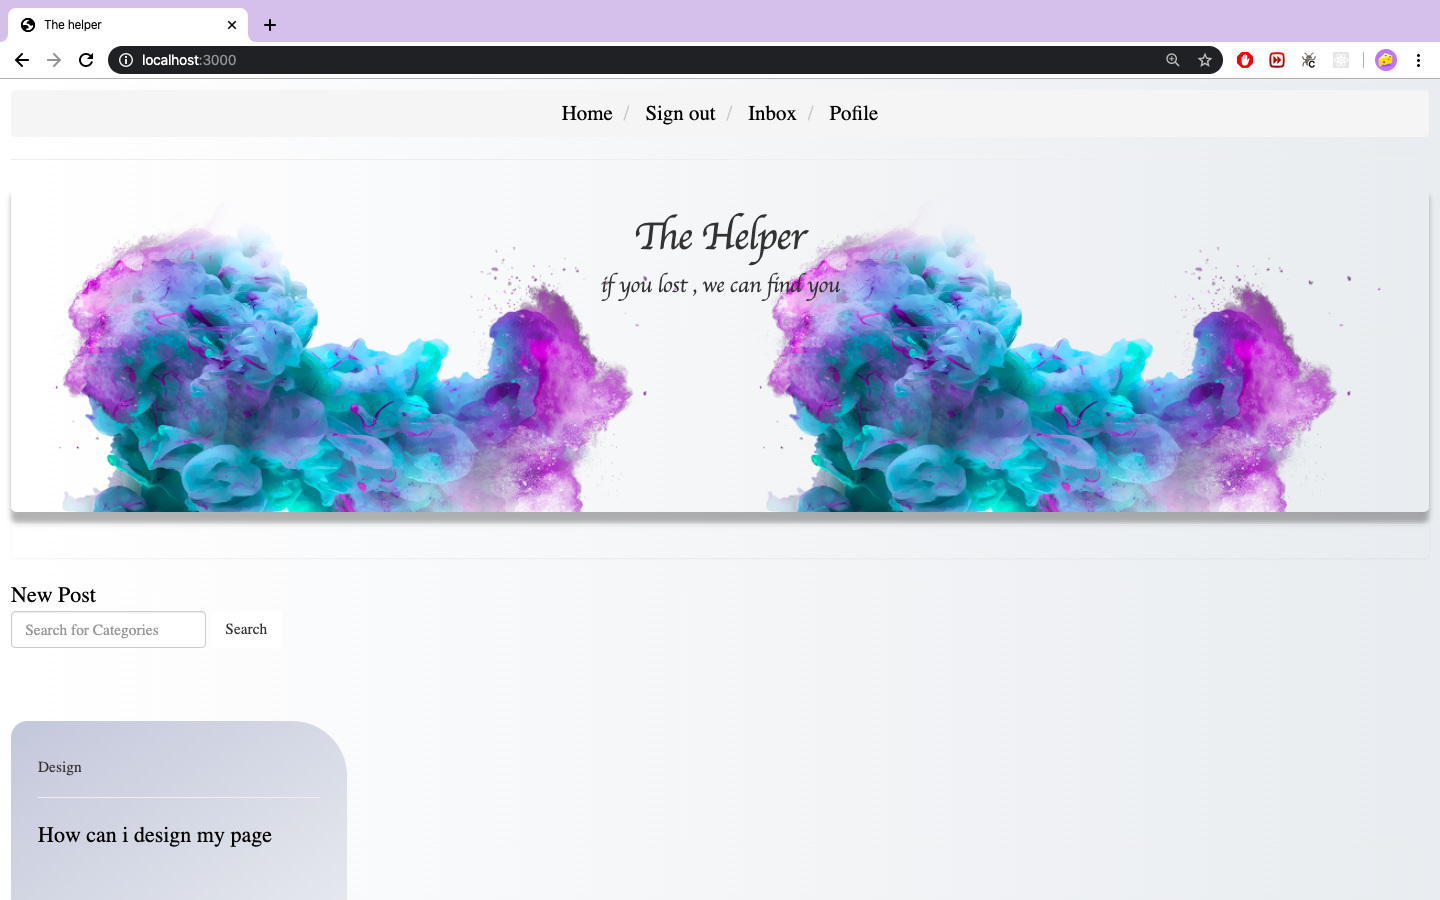 The helper
localhost:3000
Home / Sign out / Inbox / Pofile
The Helper
if you lost , we can find you
New Post
Search for Categories Search
Design
How can i design my page